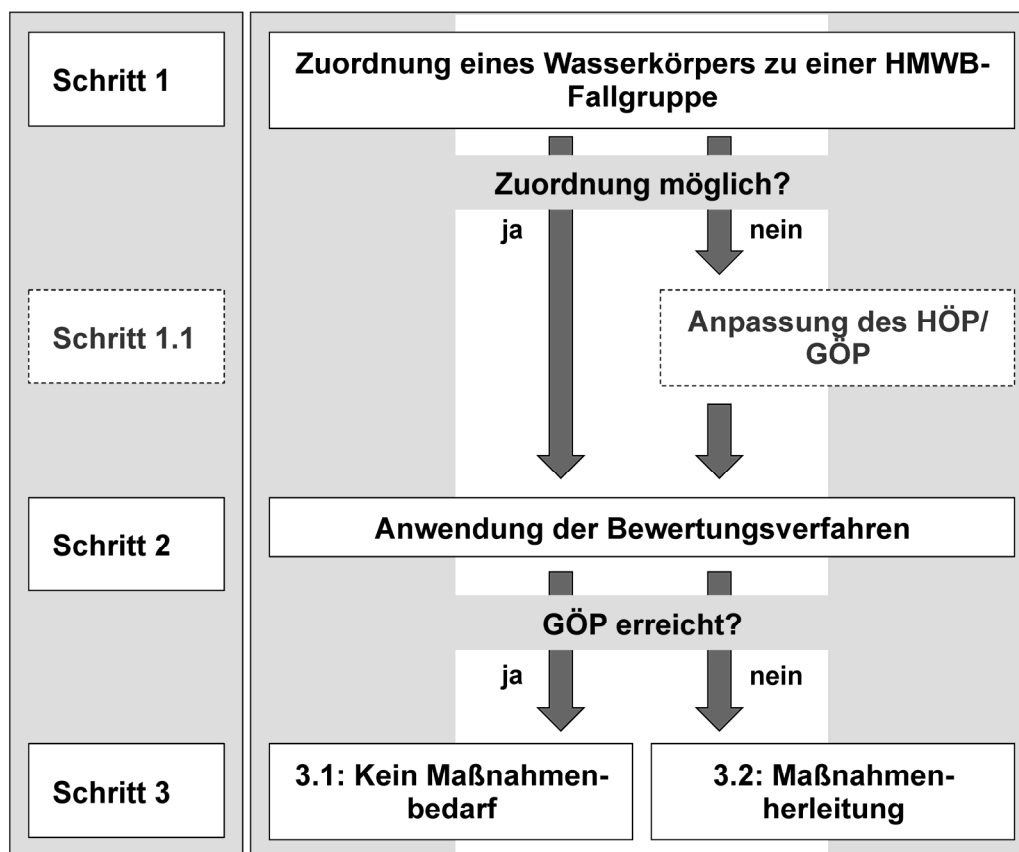 Schritt 1
Zuordnung eines Wasserkörpers zu einer HMWB-
Fallgruppe
Zuordnung möglich?
ja
nein
Schritt 1.1
Anpassung des HÖP/
GÖP
Schritt 2
Anwendung der Bewertungsverfahren
GÖP erreicht?
ja
nein
Schritt 3
3.1: Kein Maßnahmen-
bedarf
3.2: Maßnahmen-
herleitung